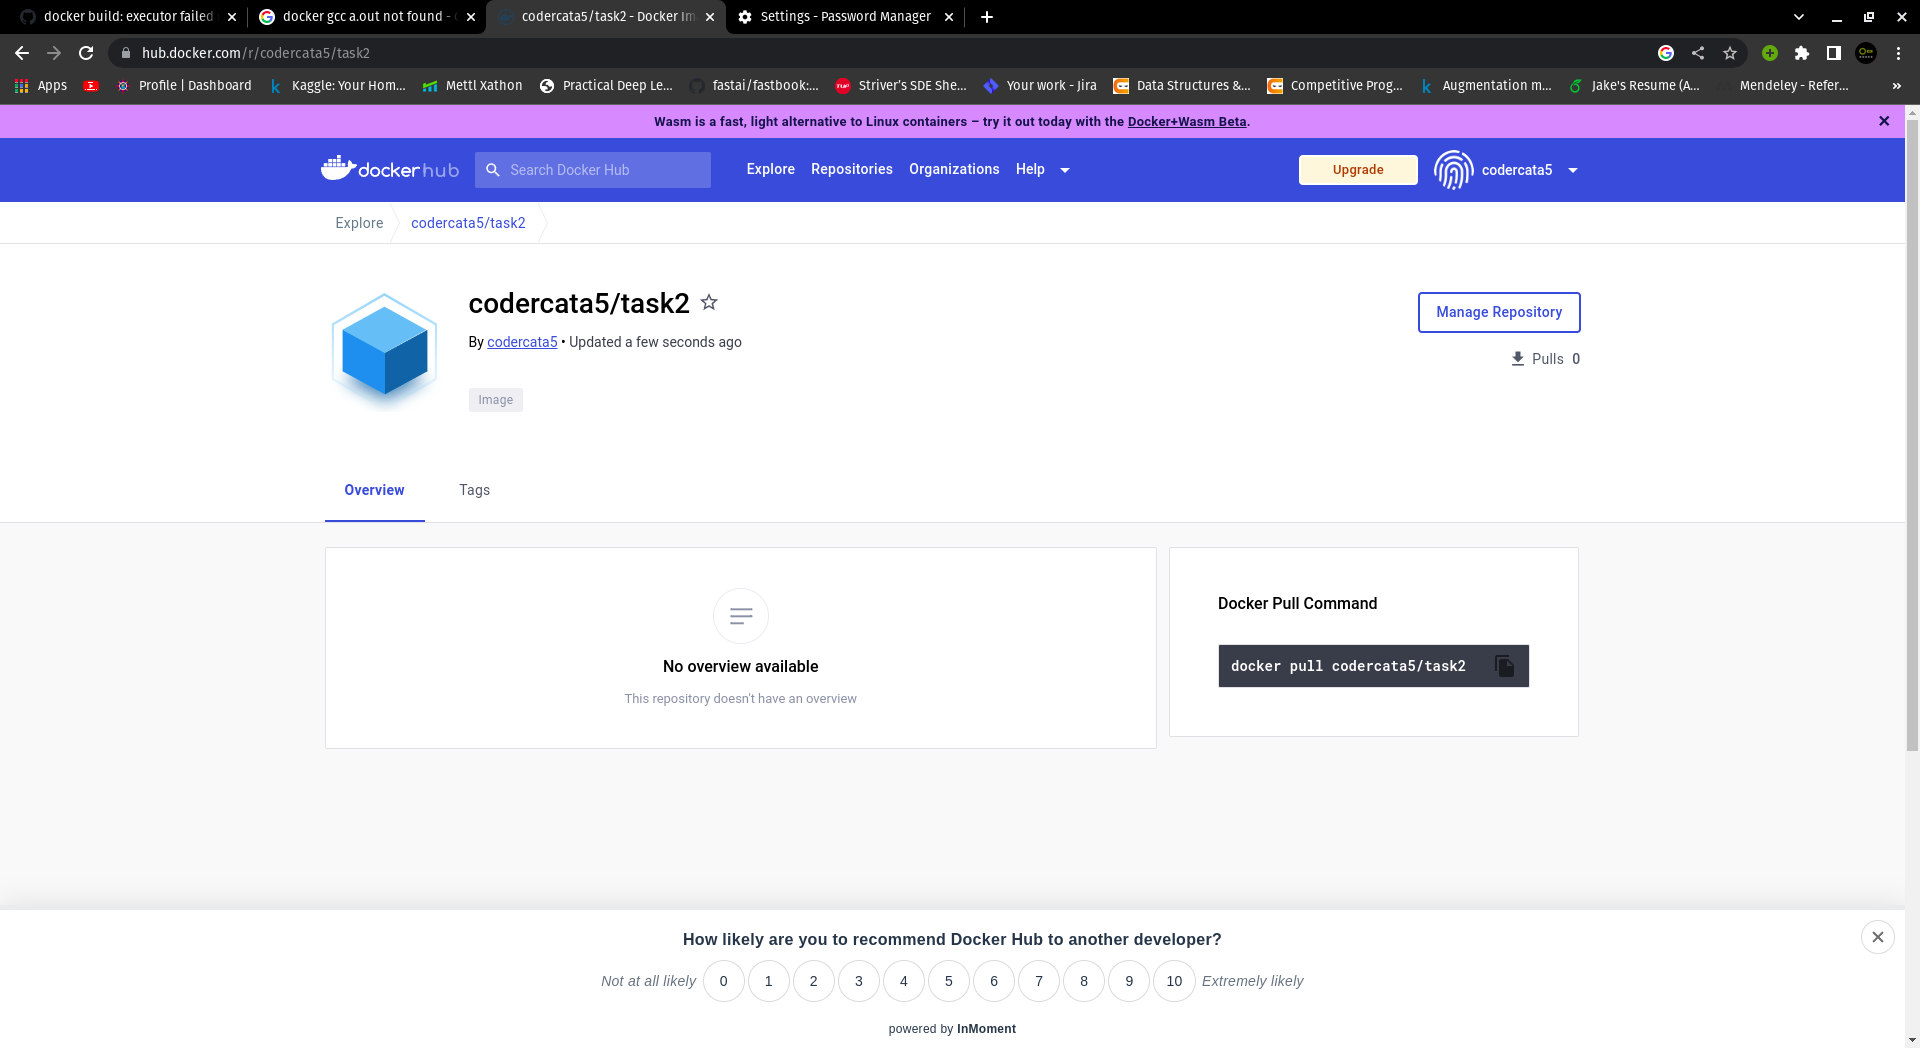 docker build: executor failed
docker gcc a.out not found -
codercata5/task2 - Docker Im
Settings - Password Manager
hub.docker.com/r/codercata5/task2
Apps
Profile | Dashboard
Kaggle: Your Hom...
Mettl Xathon
Practical Deep Le...
fastai/fastbook:...
Striver's SDE She...
Your work - Jira
Data Structures &...
Competitive Prog...
Augmentation m...
Jake's Resume (A...
Mendeley - Refer...
»
Wasm is a fast, light alternative to Linux containers – try it out today with the Docker+Wasm Beta.
dockerhub
Search Docker Hub
Explore
Repositories
Organizations
Help
Upgrade
codercata5
Explore
codercata5/task2
codercata5/task2
Manage Repository
By codercata5 • Updated a few seconds ago
Pulls 0
Image
Overview
Tags
No overview available
This repository doesn't have an overview
Docker Pull Command
docker pull codercata5/task2
How likely are you to recommend Docker Hub to another developer?
Not at all likely 0 1 2 3 4 5 6 7 8 9 10 Extremely likely
powered by InMoment